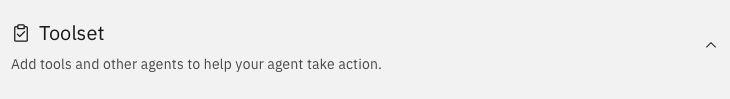 Toolset
Add tools and other agents to help your agent take action.